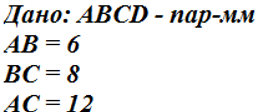 Дано: ABCD - пар-мм
AB = 6
BC = 8
AC = 12